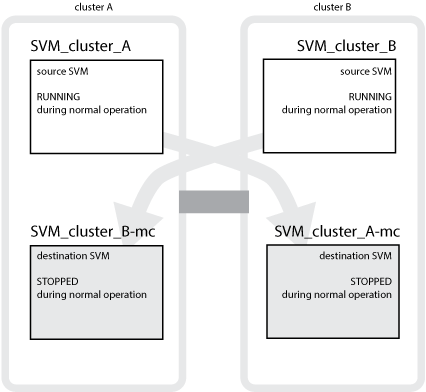 cluster A
cluster B
SVM_cluster_A
source SVM
RUNNING
during normal operation
SVM_cluster_B
source SVM
RUNNING
during normal operation
SVM_cluster_B-mc
destination SVM
STOPPED
during normal operation
SVM_cluster_A-mc
destination SVM
STOPPED
during normal operation